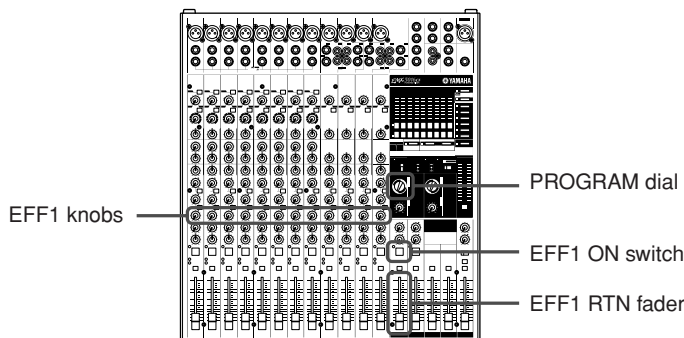 YAMAHA
PROGRAM dial
EFF1 knobs
EFF1 ON switch
EFF1 RTN fader